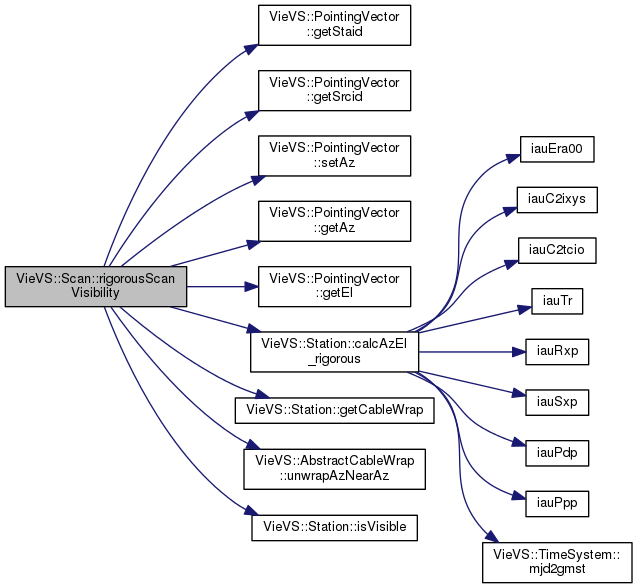 VieVS::Scan::rigorousScan
Visibility
VieVS::PointingVector
::getStaid
VieVS::PointingVector
::getSrcid
VieVS::PointingVector
::setAz
VieVS::PointingVector
::getAz
VieVS::PointingVector
::getEl
VieVS::Station::calcAzEl
_rigorous
VieVS::Station::getCableWrap
VieVS::AbstractCableWrap
::unwrapAzNearAz
VieVS::Station::isVisible
iauEra00
iauC2ixys
iauC2tcio
iauTr
iauRxp
iauSxp
iauPdp
iauPpp
VieVS::TimeSystem::
mjd2gmst